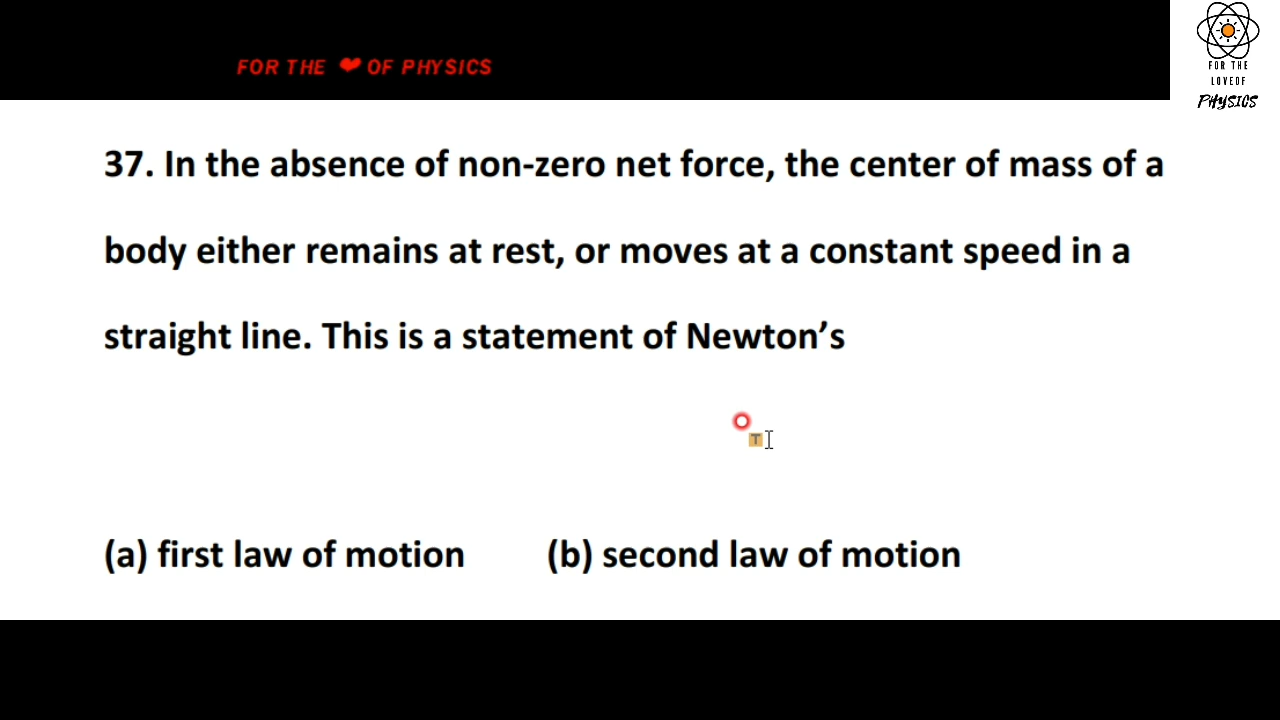 FOR THE ❤ OF PHYSICS
FOR THE
LOVEOF
PHYSICS
37. In the absence of non-zero net force, the center of mass of a
body either remains at rest, or moves at a constant speed in a
straight line. This is a statement of Newton’s
T
(a) first law of motion (b) second law of motion